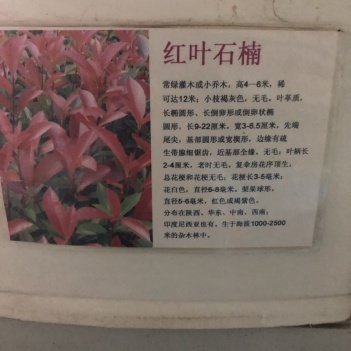 红叶石楠
常绿灌木或小乔木，高4—6米，稀
可达12米；小枝褐灰色，无毛，叶革质，
长椭圆形、长倒卵形或倒卵状椭
圆形，长9-22厘米，宽3-6.5厘米，先端
尾尖，基部圆形或宽楔形，边缘有疏
生带腺细锯齿，近基部全缘，无毛；叶柄长
2-4厘米，老时无毛。复伞房花序顶生，
总花梗和花梗无毛；花梗长3-5毫米；
花白色，直径6-8毫米，梨果球形，
直径5-6毫米，红色或褐紫色。
分布在陕西、华东、中南、西南；
印度尼西亚也有。生于海拔1000-2500
米的杂木林中。